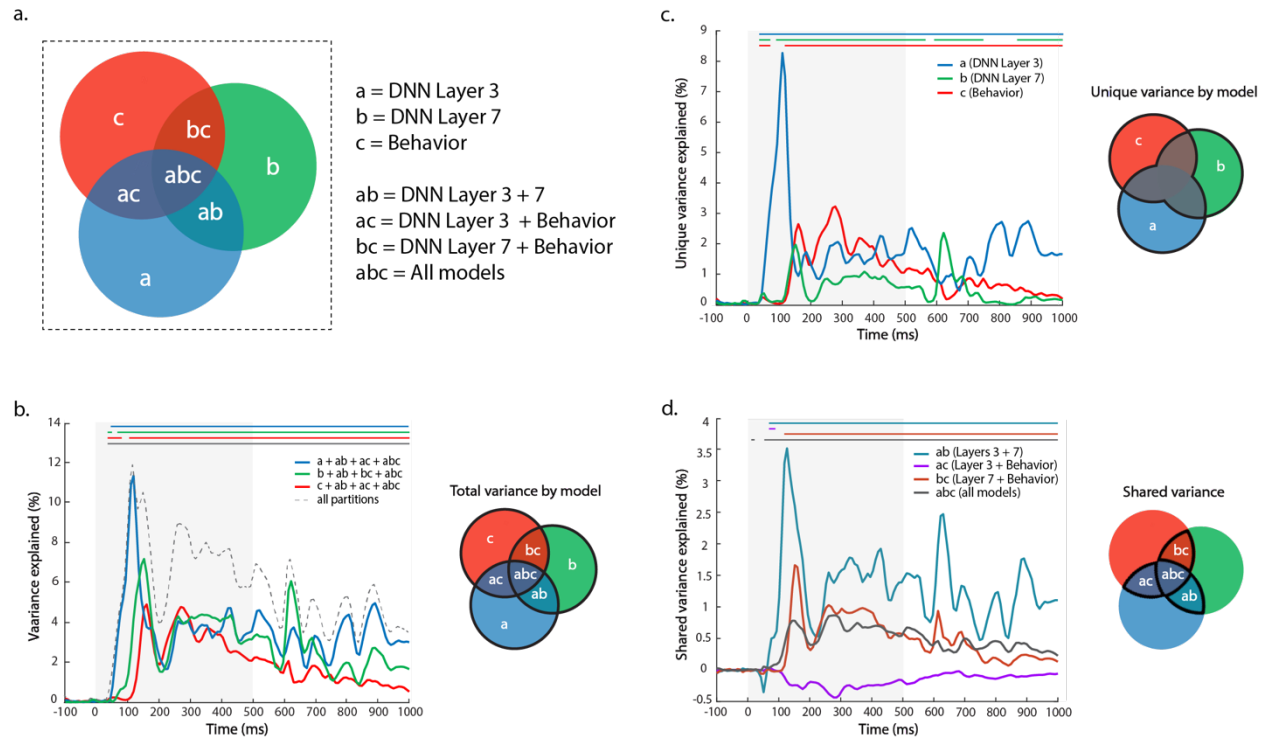 a.
c
bc
b
abc
ac
ab
a
a = DNN Layer 3
b = DNN Layer 7
c = Behavior
ab = DNN Layer 3 + 7
ac = DNN Layer 3 + Behavior
bc = DNN Layer 7 + Behavior
abc = All models
c.
Unique variance explained (%)
9
8
7
6
5
4
3
2
1
0
-100 0 100 200 300 400 500 600 700 800 900 1000
Time (ms)
a (DNN Layer 3)
b (DNN Layer 7)
c (Behavior)
Unique variance by model
c
b
a
b.
Vaariance explained (%)
14
12
10
8
6
4
2
0
-100 0 100 200 300 400 500 600 700 800 900 1000
Time (ms)
a + ab + ac + abc
b + ab + bc + abc
c + ab + ac + abc
all partitions
Total variance by model
c
bc
b
abc
ac
ab
a
d.
Shared variance explained (%)
4
3.5
3
2.5
2
1.5
1
0.5
0
-0.5
-100 0 100 200 300 400 500 600 700 800 900 1000
Time (ms)
ab (Layers 3 + 7)
ac (Layer 3 + Behavior)
bc (Layer 7 + Behavior)
abc (all models)
Shared variance
bc
abc
ac
ab